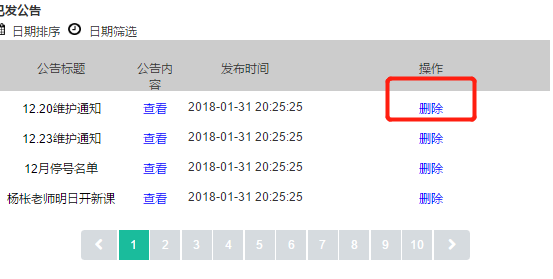 已发公告
日期排序 日期筛选
公告标题 公告内容 发布时间 操作
12.20维护通知 查看 2018-01-31 20:25:25 删除
12.23维护通知 查看 2018-01-31 20:25:25 删除
12月停号名单 查看 2018-01-31 20:25:25 删除
杨枨老师明日开新课 查看 2018-01-31 20:25:25 删除
1 2 3 4 5 6 7 8 9 10